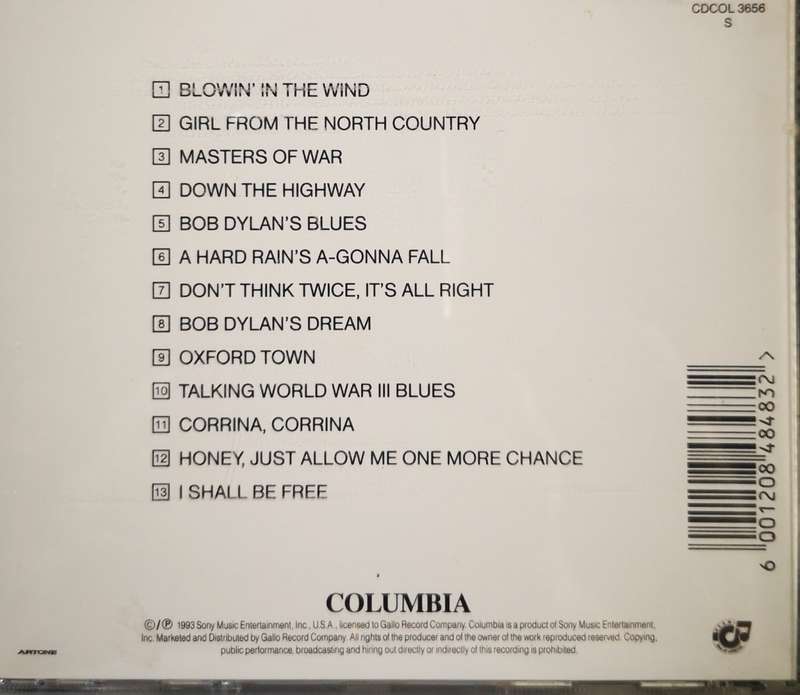 CDCOL 3656
S
1 BLOWIN' IN THE WIND
2 GIRL FROM THE NORTH COUNTRY
3 MASTERS OF WAR
4 DOWN THE HIGHWAY
5 BOB DYLAN'S BLUES
6 A HARD RAIN'S A-GONNA FALL
7 DON'T THINK TWICE, IT'S ALL RIGHT
8 BOB DYLAN'S DREAM
9 OXFORD TOWN
10 TALKING WORLD WAR III BLUES
11 CORRINA, CORRINA
12 HONEY, JUST ALLOW ME ONE MORE CHANCE
13 I SHALL BE FREE
6 001208 484832 >
COLUMBIA
©/℗ 1993 Sony Music Entertainment, Inc., U.S.A., licensed to Gallo Record Company. Columbia is a product of Sony Music Entertainment,
Inc. Marketed and Distributed by Gallo Record Company. All rights of the producer and of the owner of the work reproduced reserved. Copying,
public performance, broadcasting and hiring out directly or indirectly of this recording is prohibited.
ARTONE